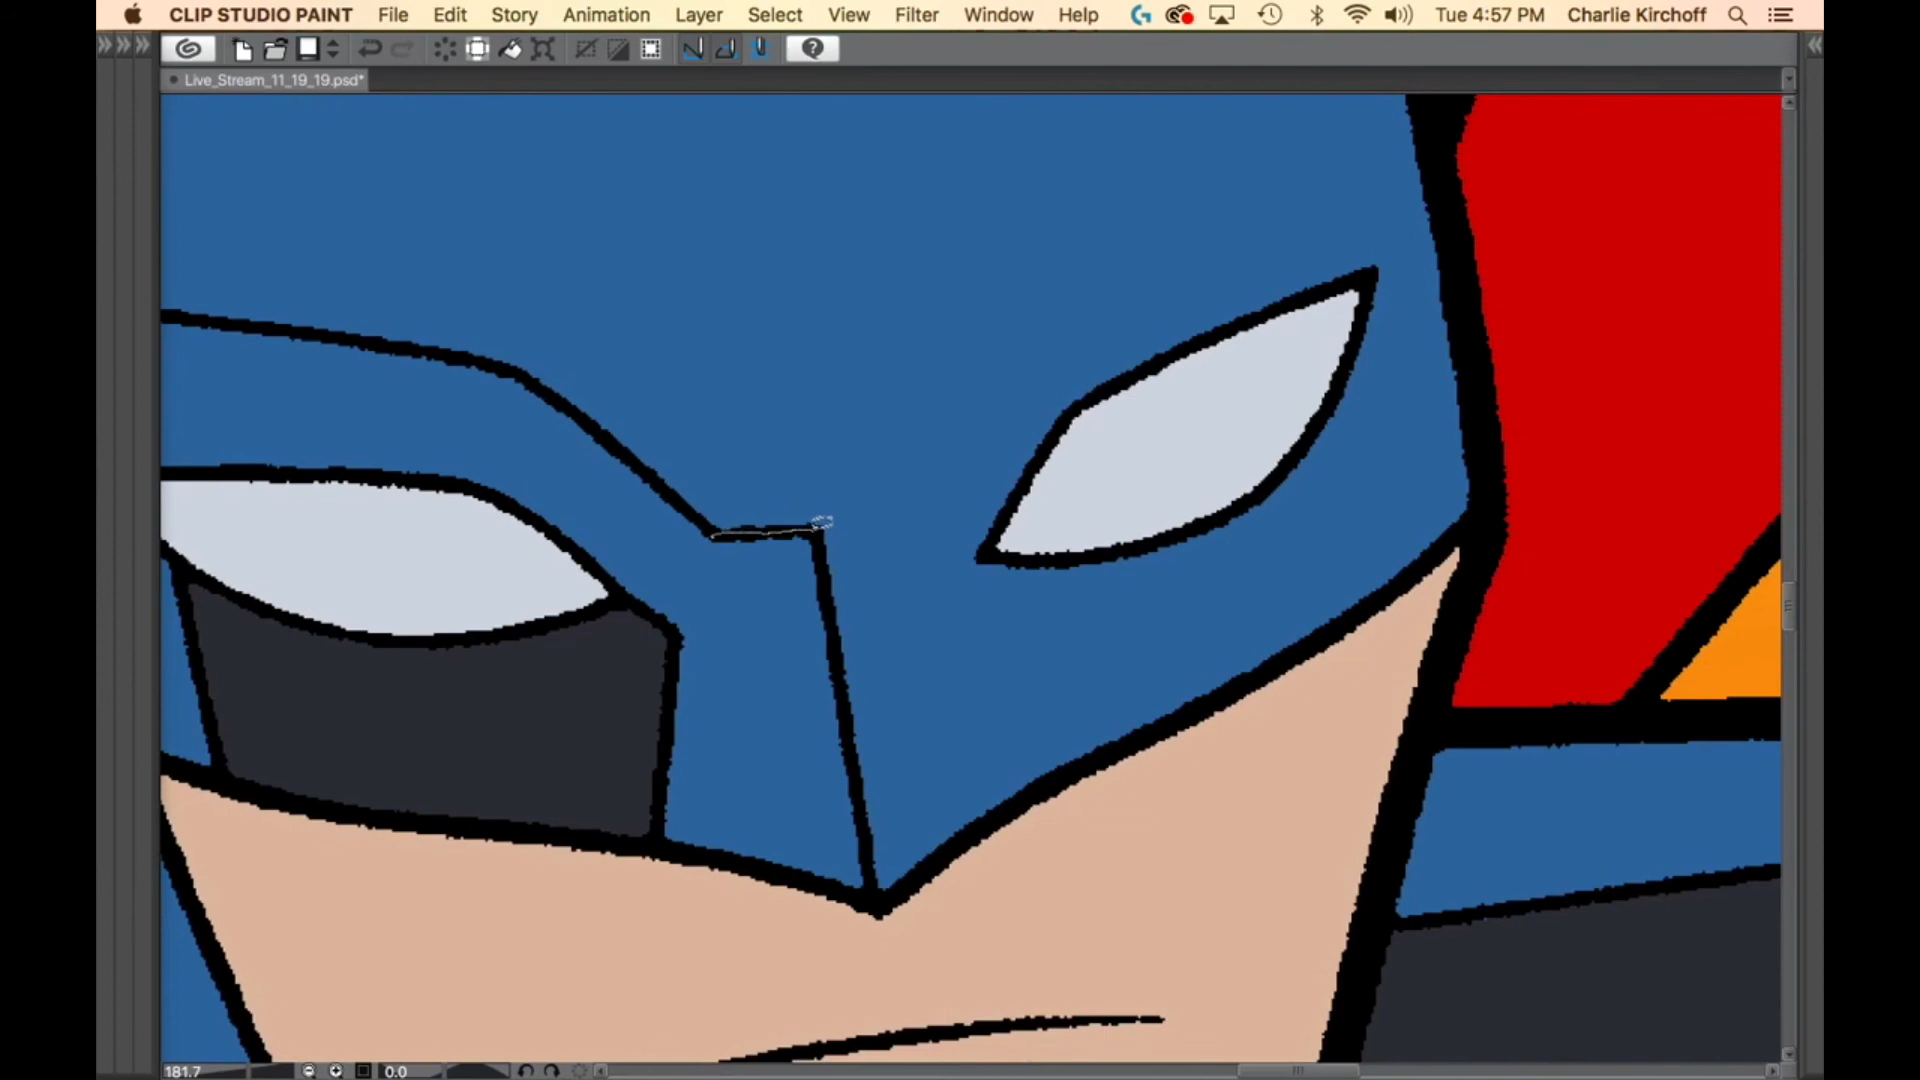 CLIP STUDIO PAINT File Edit Story Animation Layer Select View Filter Window Help Tue 4:57 PM Charlie Kirchoff
Live_Stream_11_19_19.psd*
181.7 0.0